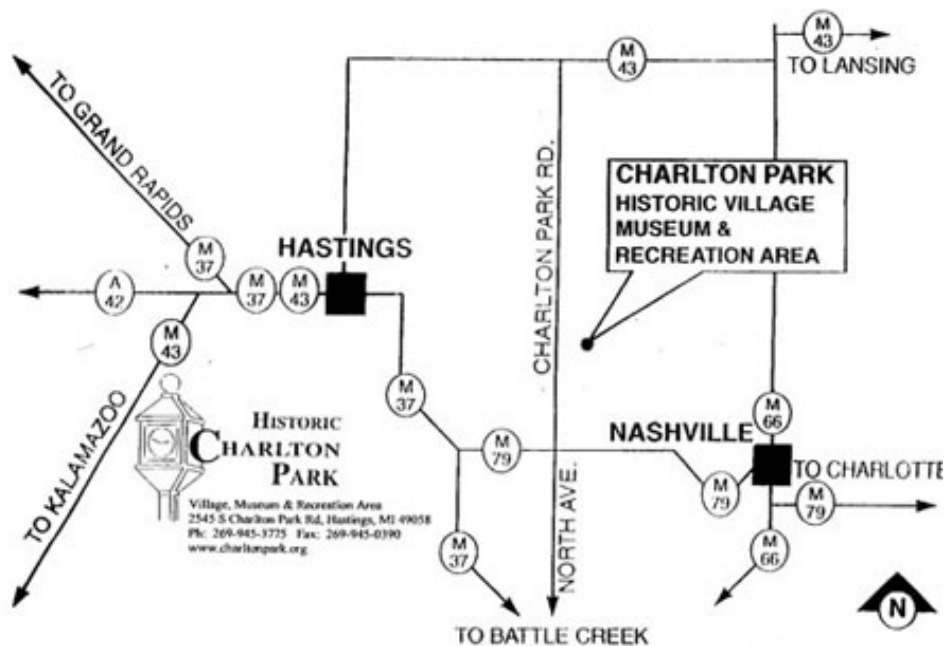 M
43
M
43
TO LANSING
TO GRAND RAPIDS
CHARLTON PARK RD.
CHARLTON PARK
HISTORIC VILLAGE
MUSEUM &
RECREATION AREA
HASTINGS
M
37
A
42
M
37
M
43
M
43
TO KALAMAZOO
M
37
HISTORIC
CHARLTON
PARK
Village, Museum & Recreation Area
2545 S Charlton Park Rd, Hastings, MI 49058
Ph: 269-945-3775 Fax: 269-945-0390
www.charltonpark.org
M
79
NASHVILLE
M
66
M
79
TO CHARLOTTE
M
79
M
66
M
37
NORTH AVE.
TO BATTLE CREEK
N